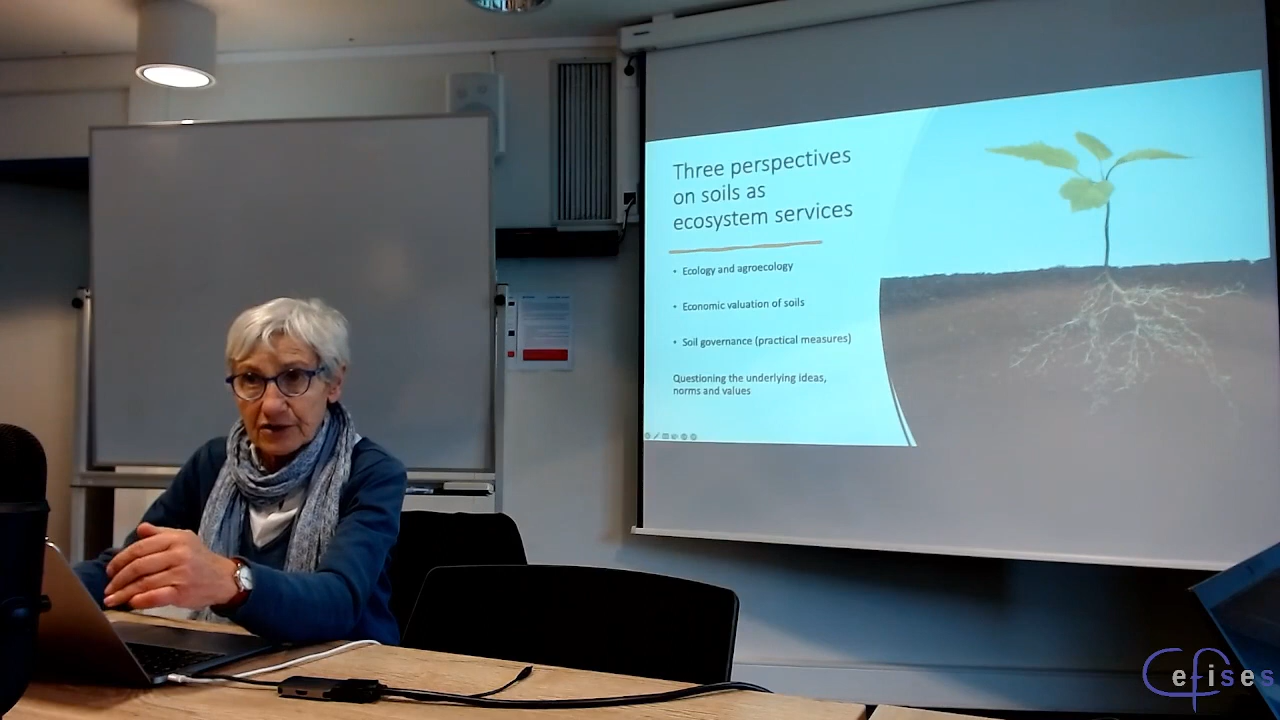 Three perspectives
on soils as
ecosystem services
• Ecology and agroecology
• Economic valuation of soils
• Soil governance (practical measures)
Questioning the underlying ideas,
norms and values
Cefises